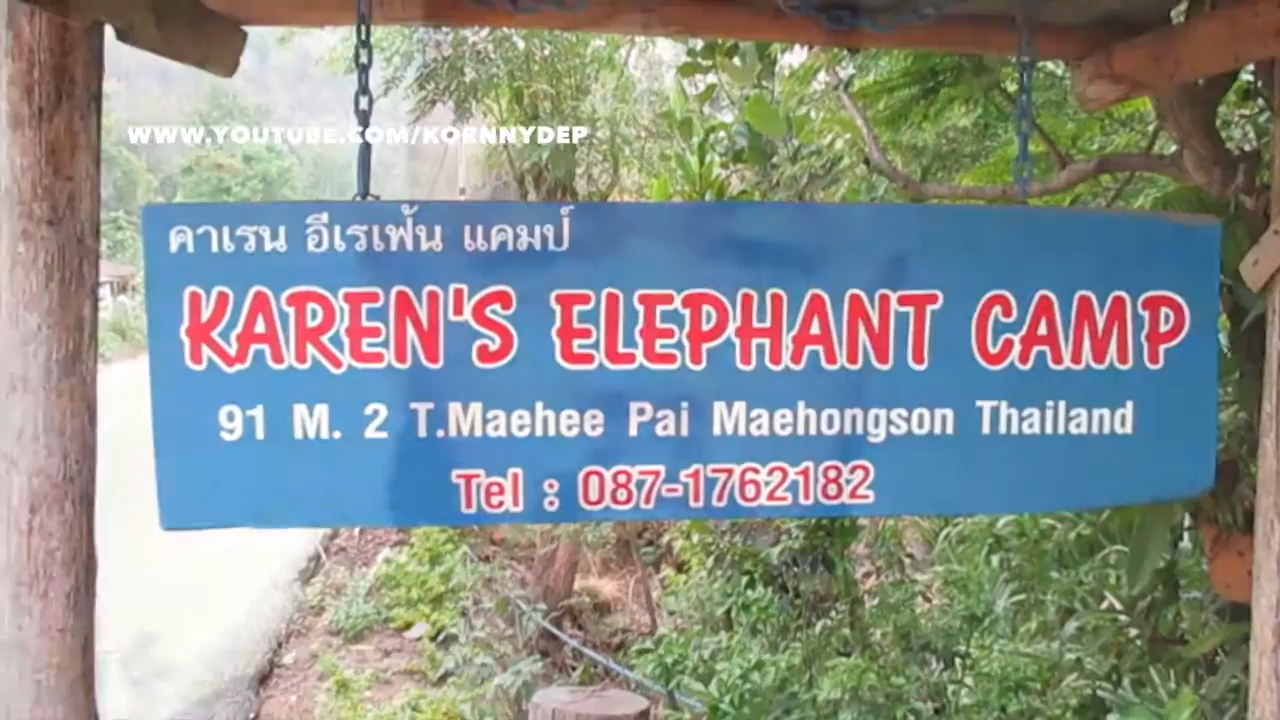 WWW.YOUTUBE.COM/KORNNYDEP
คาเรน อีเรเฟ้น แคมป์
KAREN'S ELEPHANT CAMP
91 M. 2 T.Maehee Pai Maehongson Thailand
Tel : 087-1762182